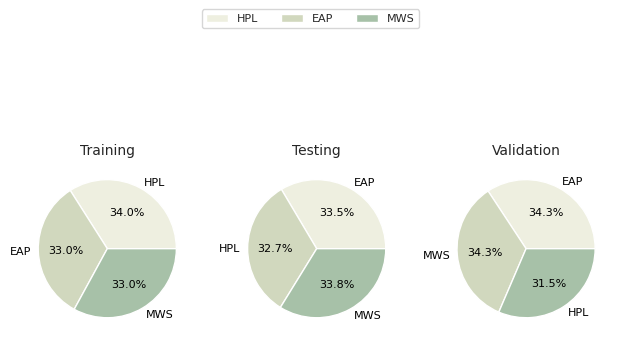 HPL EAP MWS
Training Testing Validation
HPL
34.0%
EAP
33.0%
33.0%
MWS
EAP
33.5%
HPL
32.7%
33.8%
MWS
EAP
34.3%
MWS
34.3%
31.5%
HPL